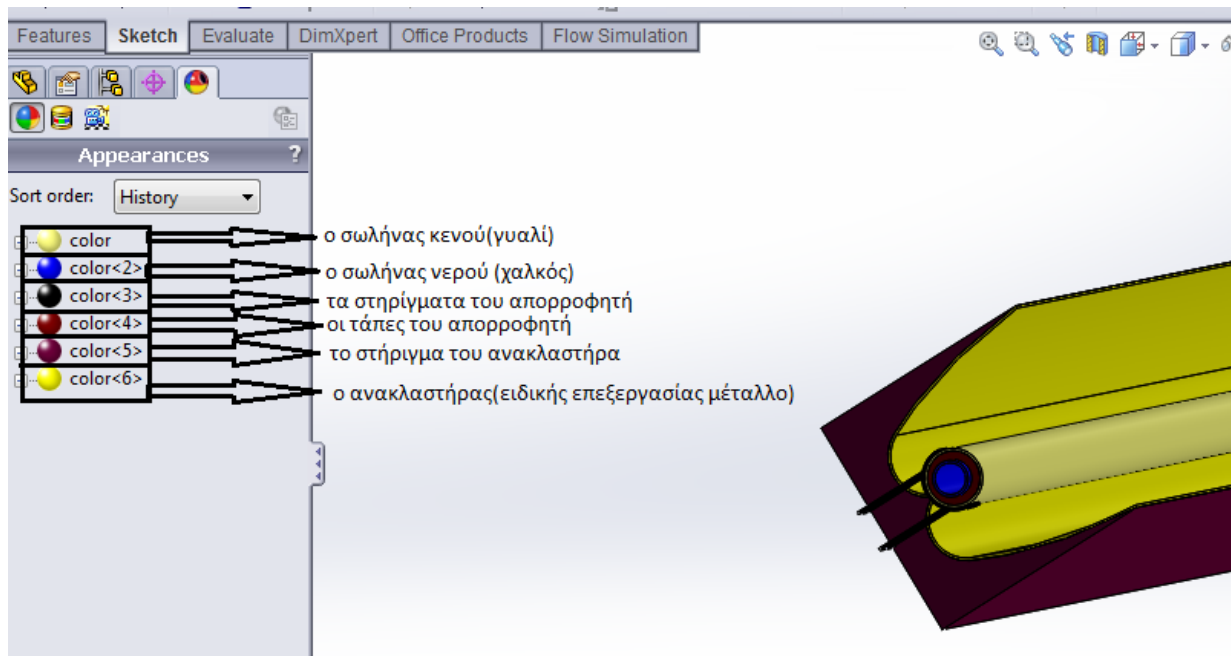 Features Sketch Evaluate DimXpert Office Products Flow Simulation
Appearances ?
Sort order: History
color ο σωλήνας κενού(γυαλί)
color<2> ο σωλήνας νερού (χαλκός)
color<3> τα στηρίγματα του απορροφητή
color<4> οι τάπες του απορροφητή
color<5> το στήριγμα του ανακλαστήρα
color<6> ο ανακλαστήρας(ειδικής επεξεργασίας μέταλλο)